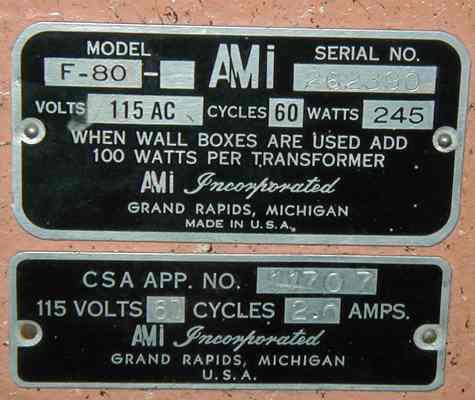 MODEL AMi SERIAL NO.
F-80- 262390
VOLTS 115 AC CYCLES 60 WATTS 245
WHEN WALL BOXES ARE USED ADD
100 WATTS PER TRANSFORMER
AMi Incorporated
GRAND RAPIDS, MICHIGAN
MADE IN U.S.A.
CSA APP. NO. 11707
115 VOLTS CYCLES AMPS.
AMi Incorporated
GRAND RAPIDS, MICHIGAN
U.S.A.